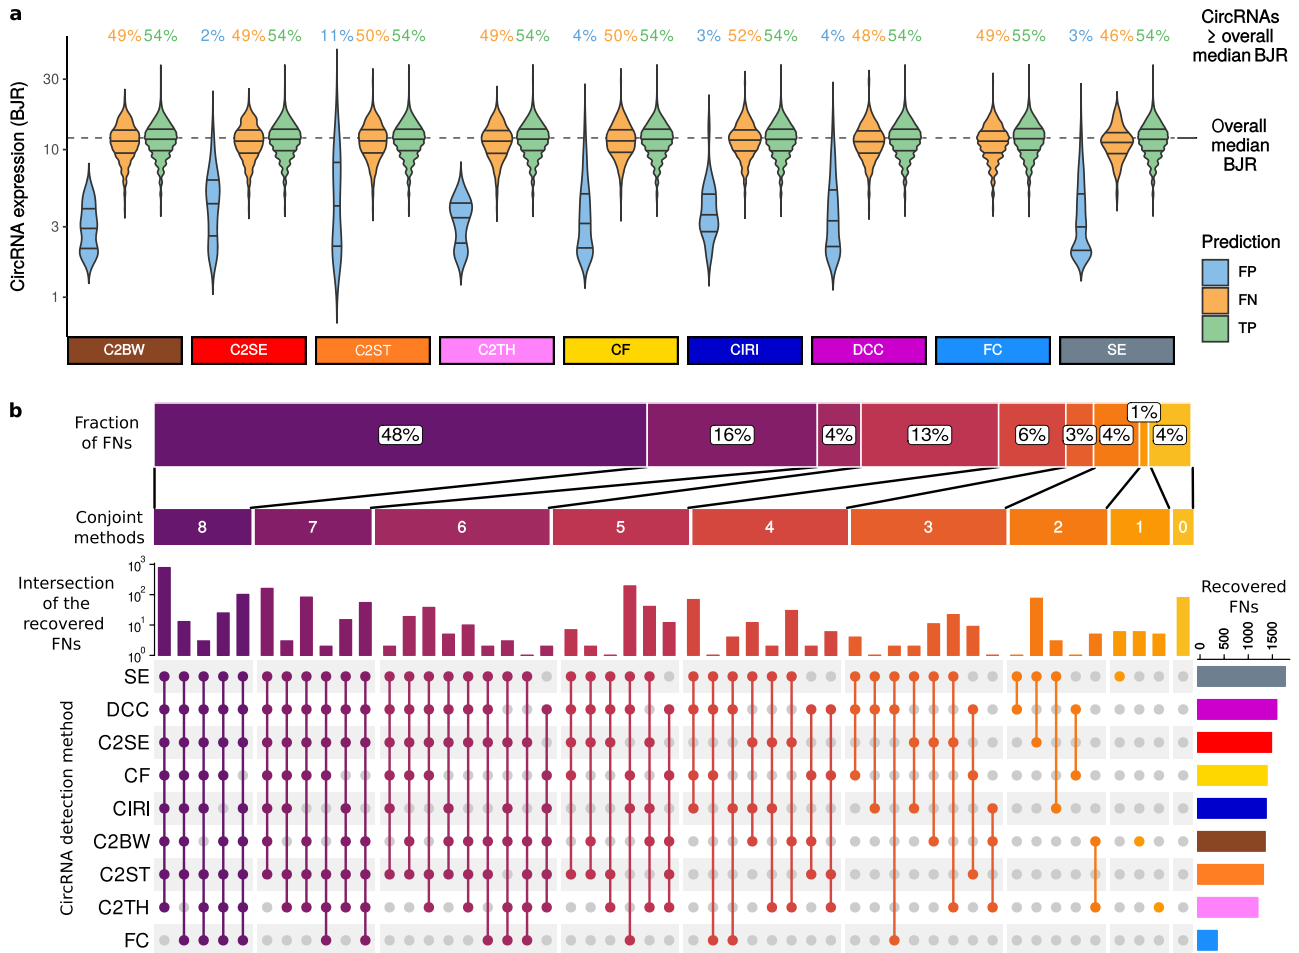 a
49% 54% 2% 49% 54% 11% 50% 54% 49% 54% 4% 50% 54% 3% 52% 54% 4% 48% 54% 49% 55% 3% 46% 54%
CircRNAs
≥ overall
median BJR
CircRNA expression (BJR)
30
10
3
1
Overall
median
BJR
Prediction
FP
FN
TP
C2BW C2SE C2ST C2TH CF CIRI DCC FC SE
b
Fraction
of FNs
48% 16% 4% 13% 6% 3% 4% 1% 4%
Conjoint
methods
8 7 6 5 4 3 2 1 0
Intersection
of the
recovered
FNs
10³
10²
10¹
10⁰
Recovered
FNs
0 500 1000 1500
CircRNA detection method
SE
DCC
C2SE
CF
CIRI
C2BW
C2ST
C2TH
FC